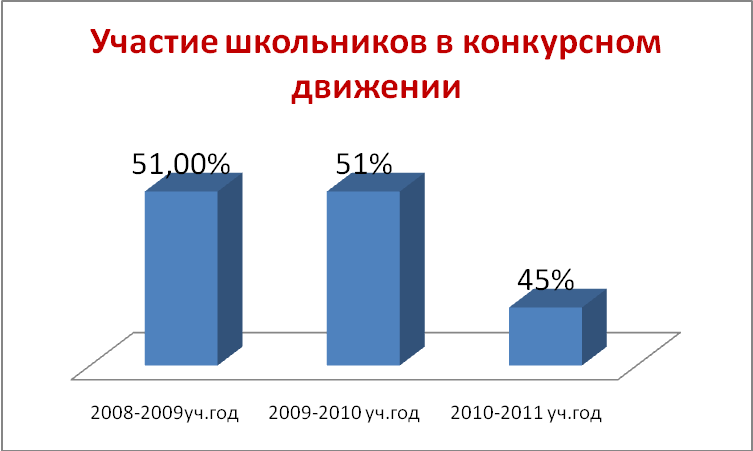 Участие школьников в конкурсном
движении
51,00%
51%
45%
2008-2009уч.год
2009-2010 уч.год
2010-2011 уч.год